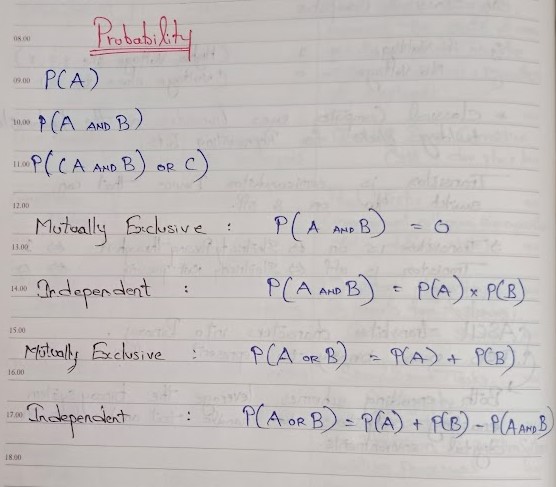 Probability
08.00
09.00 P(A)
10.00 P(A AND B)
11.00 P((A AND B) OR C)
12.00
Mutually Exclusive : P(A AND B) = 0
13.00
14.00 Independent : P(A AND B) = P(A) x P(B)
15.00
Mutually Exclusive : P(A OR B) = P(A) + P(B)
16.00
17.00 Independent : P(A OR B) = P(A) + P(B) - P(A AND B)
18.00